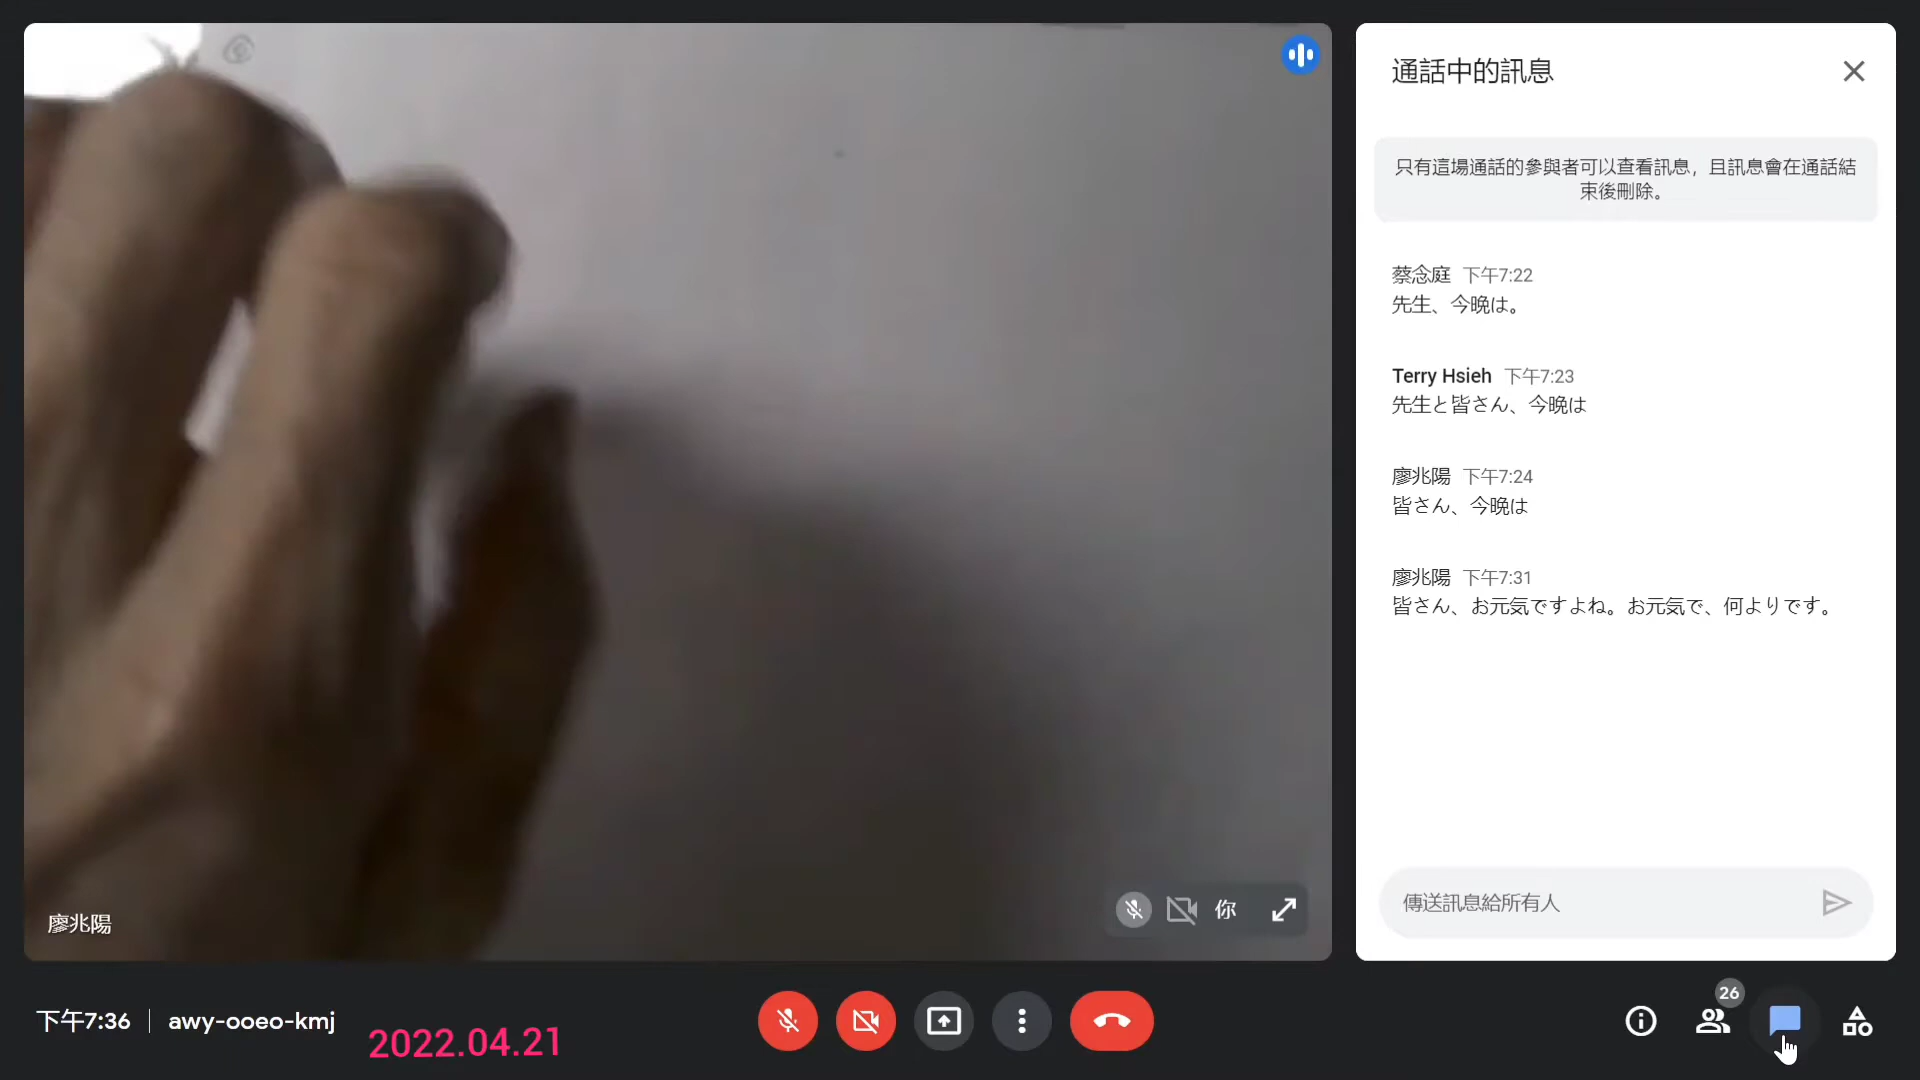 通話中的訊息
只有這場通話的參與者可以查看訊息，且訊息會在通話結
束後刪除。
蔡念庭 下午7:22
先生、今晩は。
Terry Hsieh 下午7:23
先生と皆さん、今晩は
廖兆陽 下午7:24
皆さん、今晩は
廖兆陽 下午7:31
皆さん、お元気ですよね。お元気で、何よりです。
傳送訊息給所有人
廖兆陽
你
下午7:36 awy-ooeo-kmj
2022.04.21
26